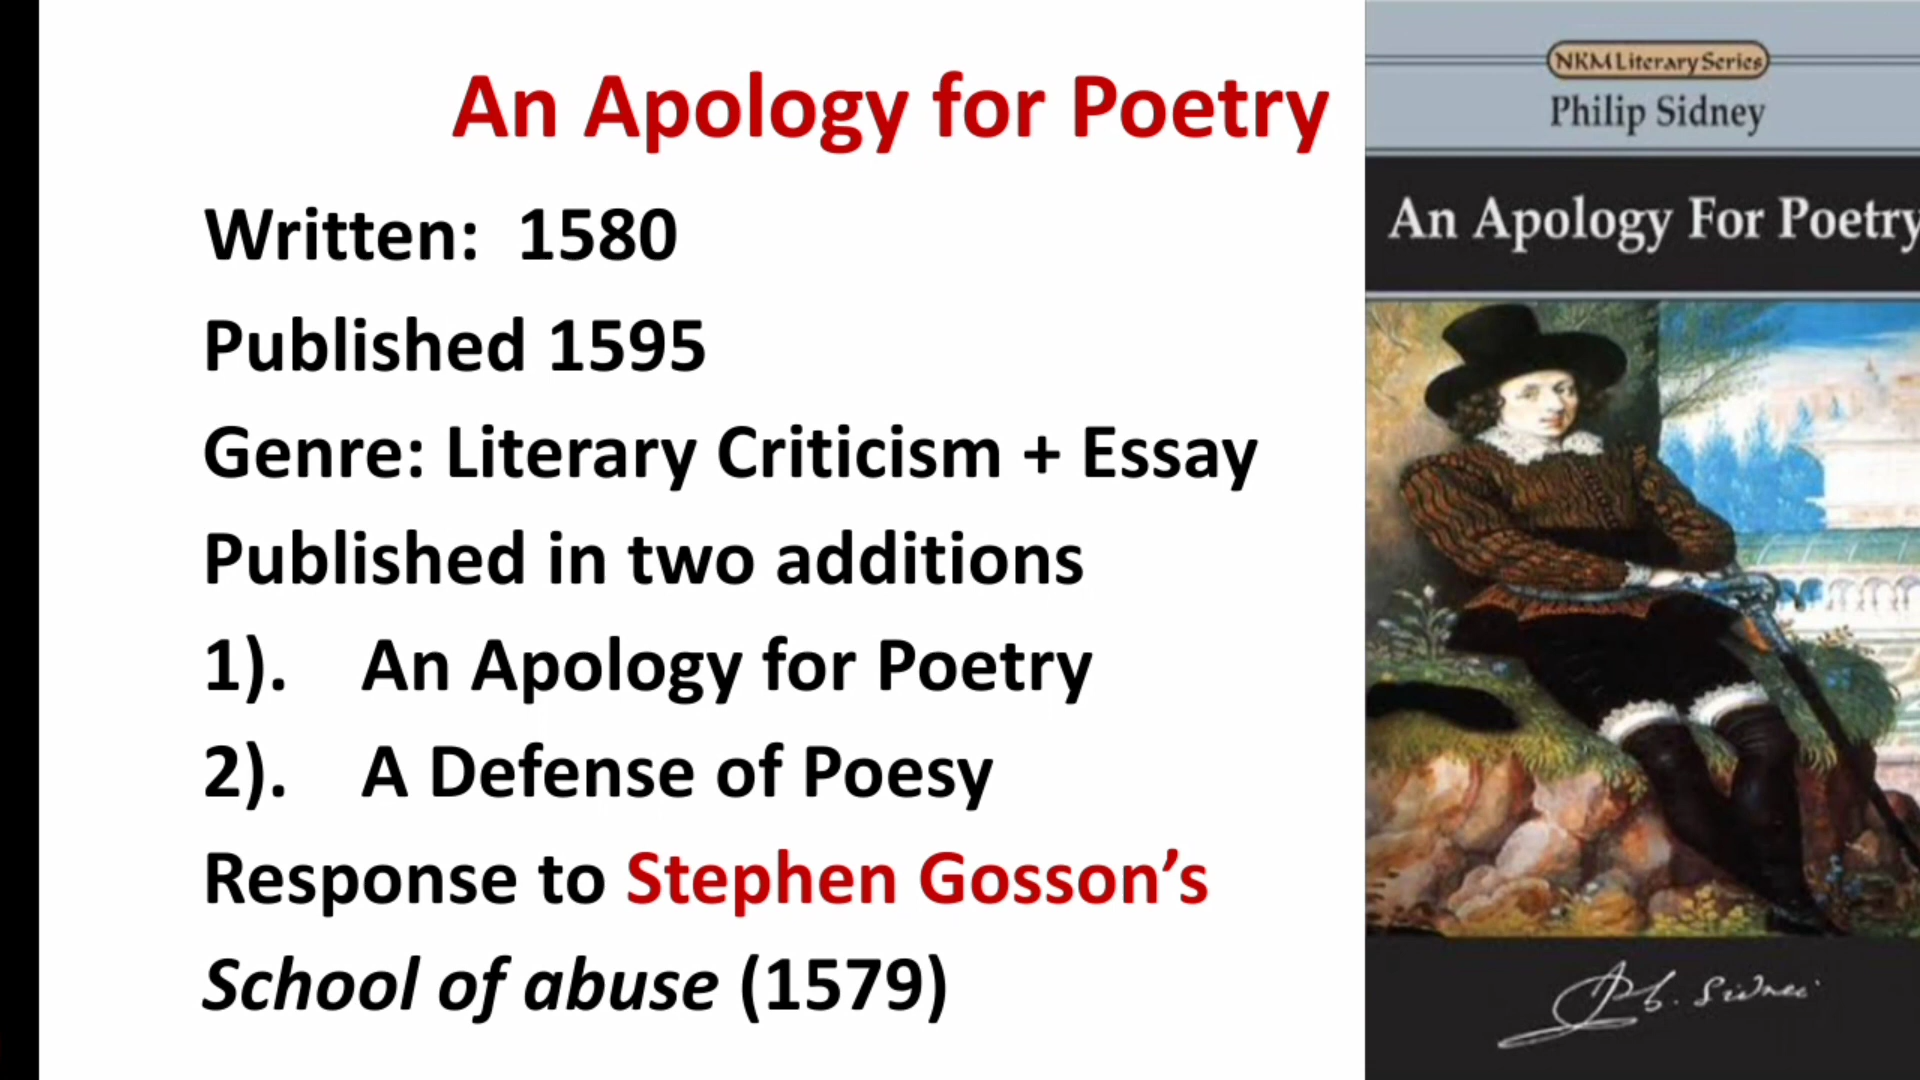 An Apology for Poetry
Written: 1580
Published 1595
Genre: Literary Criticism + Essay
Published in two additions
1). An Apology for Poetry
2). A Defense of Poesy
Response to Stephen Gosson’s
School of abuse (1579)
NKM Literary Series
Philip Sidney
An Apology For Poetry
Ph. Sidnei